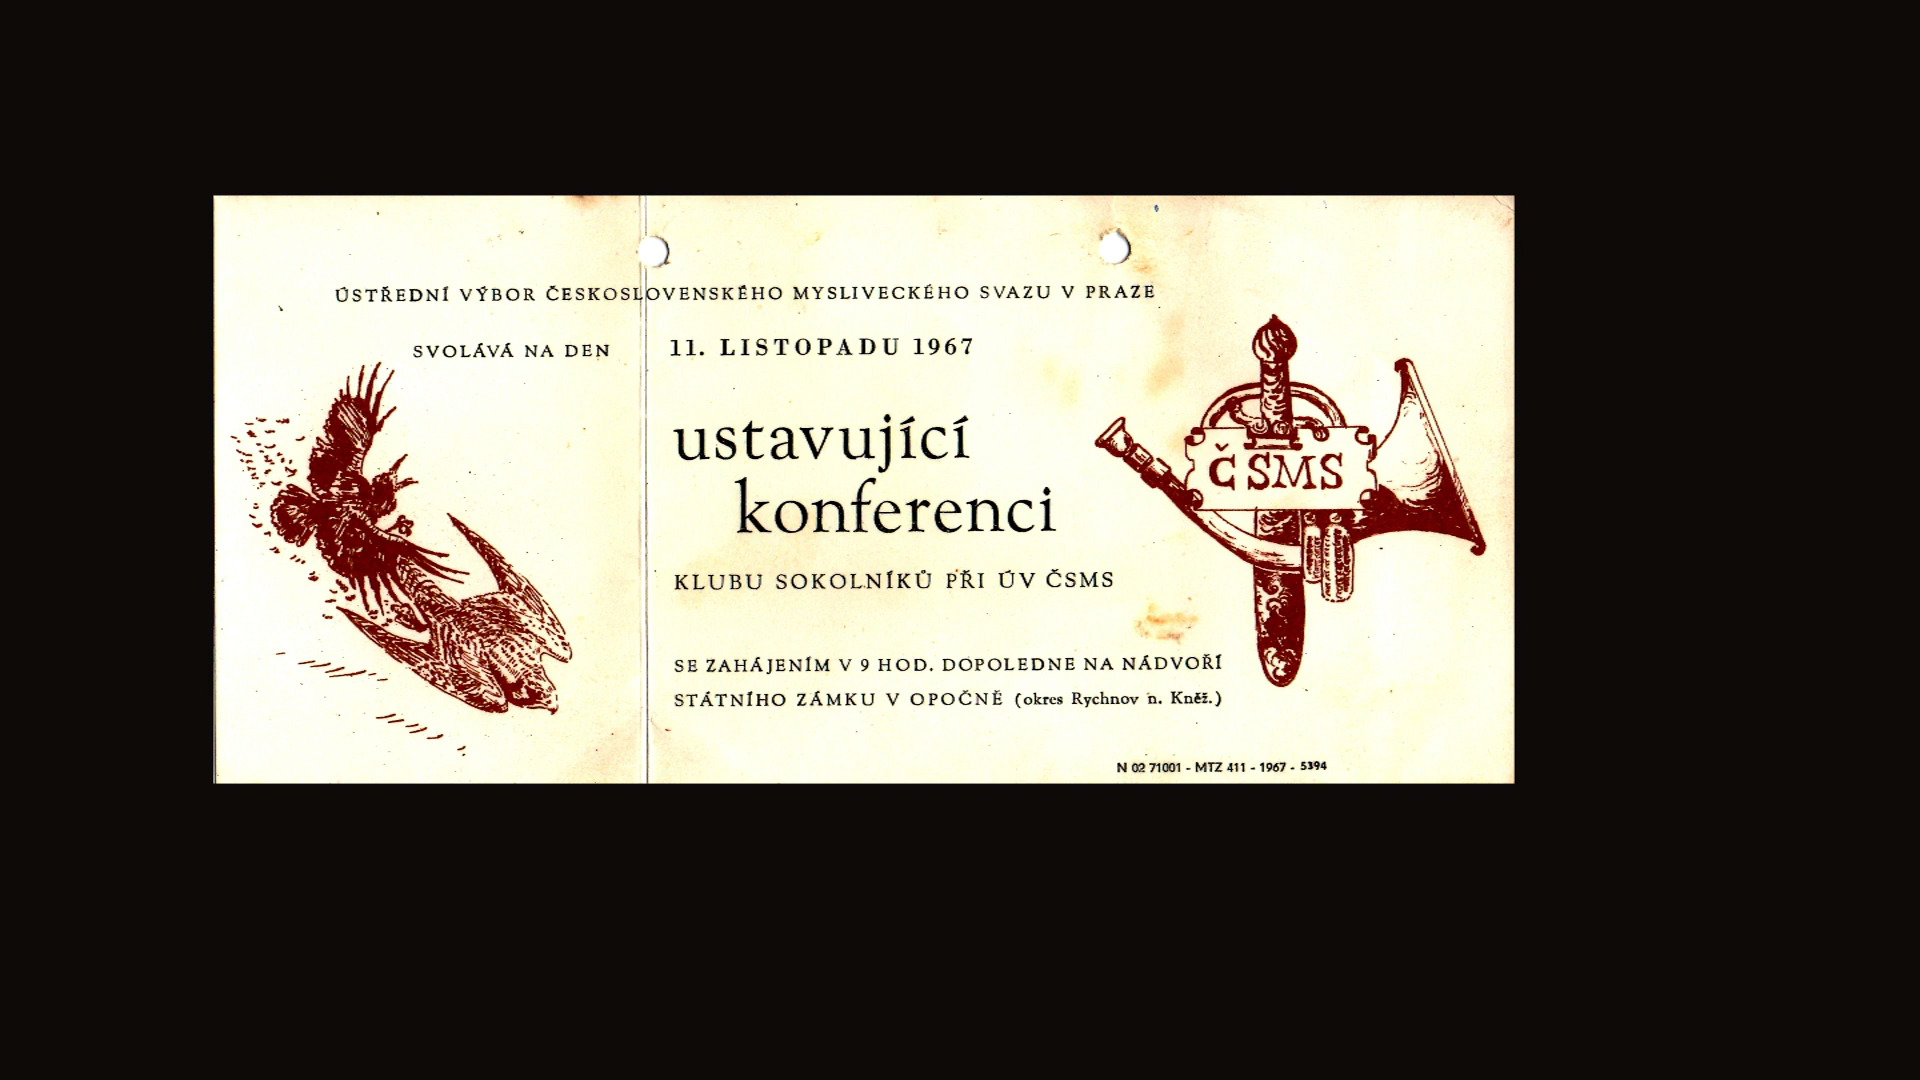 ÚSTŘEDNÍ VÝBOR ČESKOSLOVENSKÉHO MYSLIVECKÉHO SVAZU V PRAZE
SVOLÁVÁ NA DEN 11. LISTOPADU 1967
ustavující
konferenci
ČSMS
KLUBU SOKOLNÍKŮ PŘI ÚV ČSMS
SE ZAHÁJENÍM V 9 HOD. DOPOLEDNE NA NÁDVOŘÍ
STÁTNÍHO ZÁMKU V OPOČNĚ (okres Rychnov n. Kněž.)
N 02 71001 - MTZ 411 - 1967 - 5394